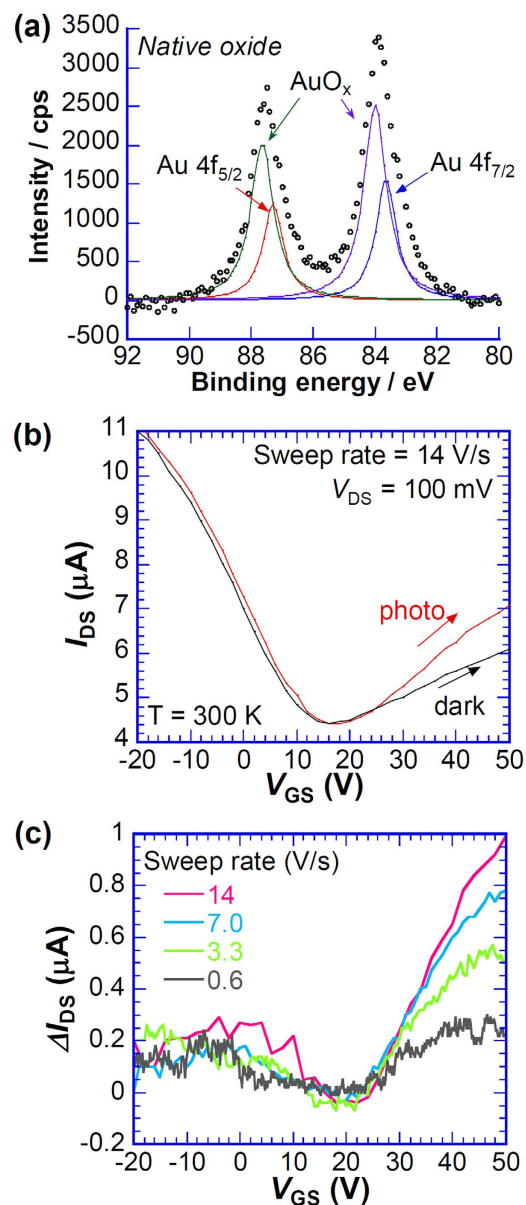 (a)
Native oxide
AuOx
Au 4f5/2
Au 4f7/2
Intensity / cps
3500
3000
2500
2000
1500
1000
500
0
-500
92 90 88 86 84 82 80
Binding energy / eV
(b)
Sweep rate = 14 V/s
VDS = 100 mV
IDS (μA)
11
10
9
8
7
6
5
4
photo
dark
T = 300 K
-20 -10 0 10 20 30 40 50
VGS (V)
(c)
Sweep rate (V/s)
14
7.0
3.3
0.6
ΔIDS (μA)
1
0.8
0.6
0.4
0.2
0
-0.2
-20 -10 0 10 20 30 40 50
VGS (V)